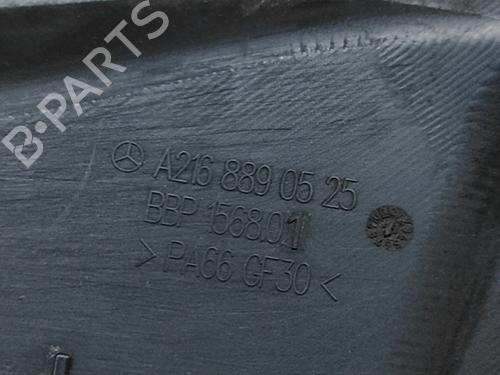 B-PARTS
A216 889 05 25
BBP 1568.01
> PA66 GF30 <